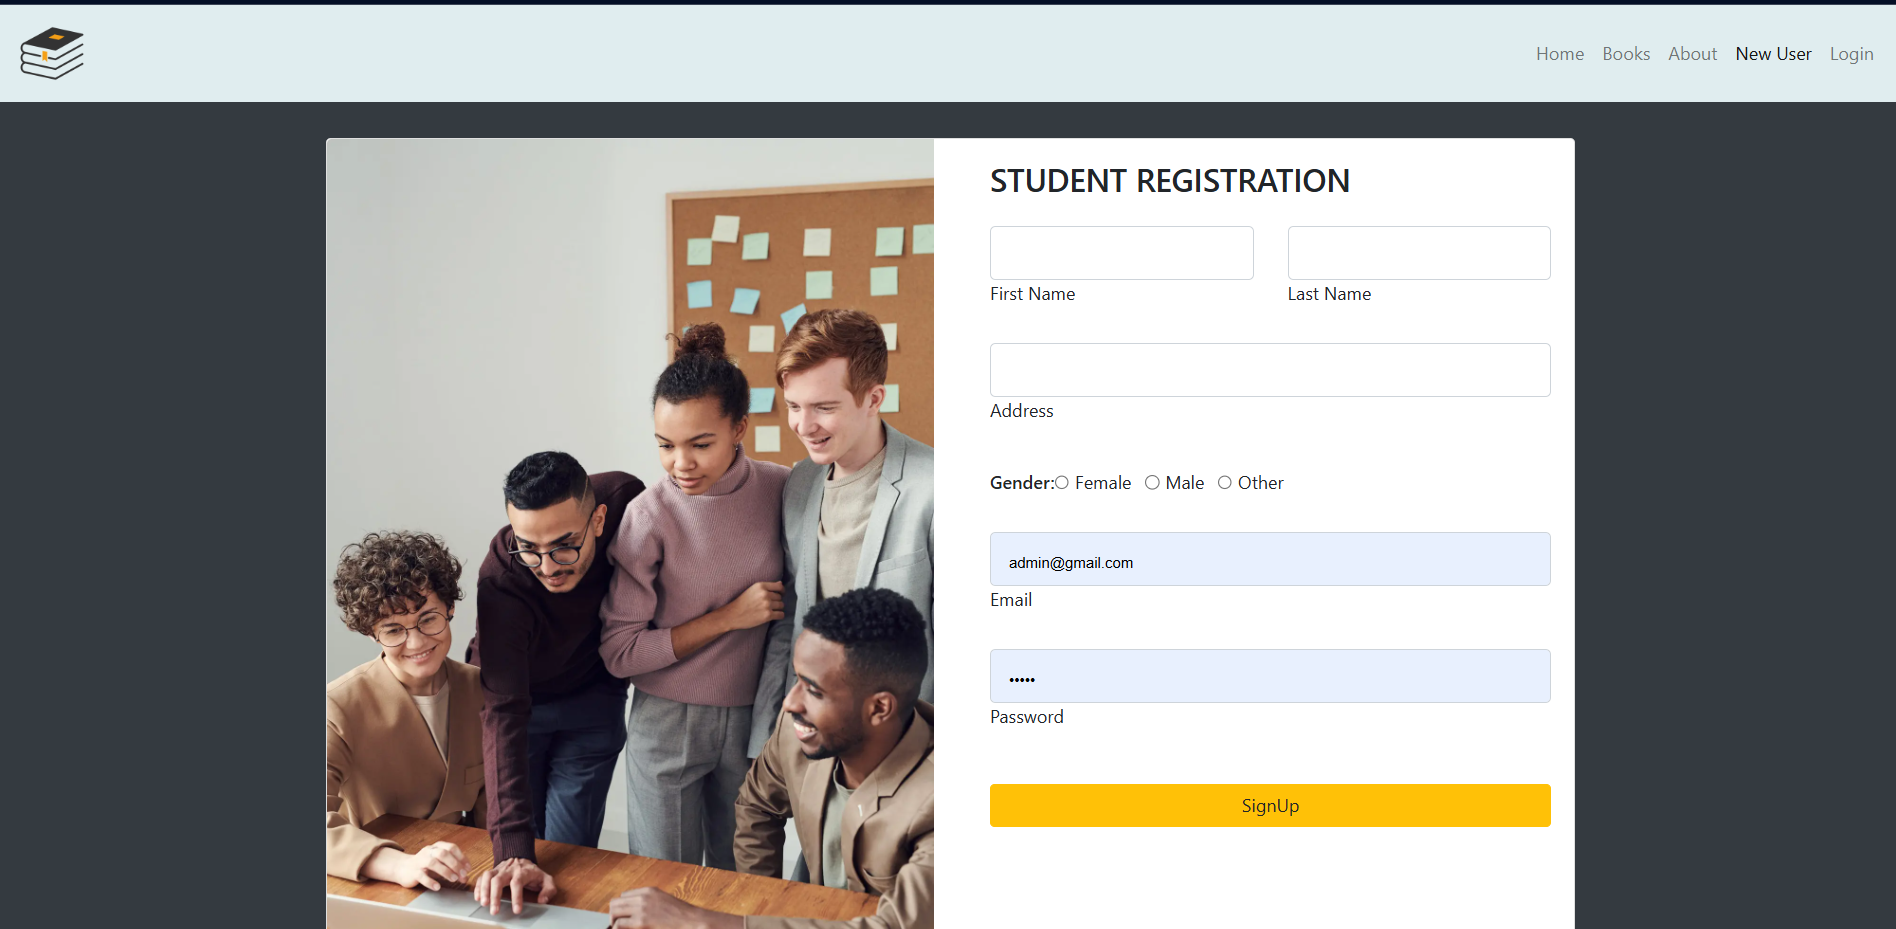 Home Books About New User Login
STUDENT REGISTRATION
First Name Last Name
Address
Gender: Female Male Other
admin@gmail.com
Email
•••••
Password
SignUp